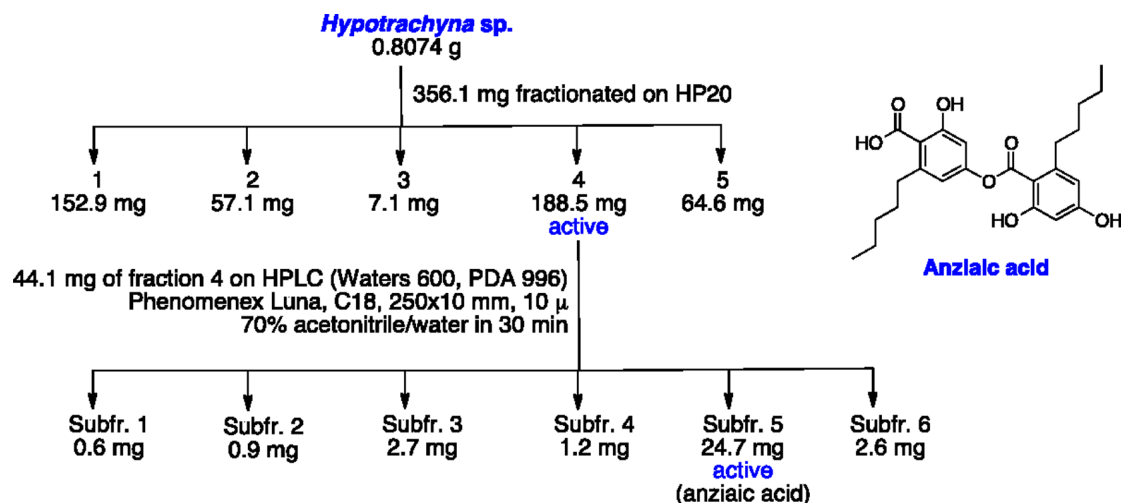 Hypotrachyna sp.
0.8074 g
356.1 mg fractionated on HP20
1 2 3 4 5
152.9 mg 57.1 mg 7.1 mg 188.5 mg 64.6 mg
active
44.1 mg of fraction 4 on HPLC (Waters 600, PDA 996)
Phenomenex Luna, C18, 250x10 mm, 10 μ
70% acetonitrile/water in 30 min
Subfr. 1 Subfr. 2 Subfr. 3 Subfr. 4 Subfr. 5 Subfr. 6
0.6 mg 0.9 mg 2.7 mg 1.2 mg 24.7 mg 2.6 mg
active
(anziaic acid)
O OH
HO
O
O
HO OH
Anziaic acid